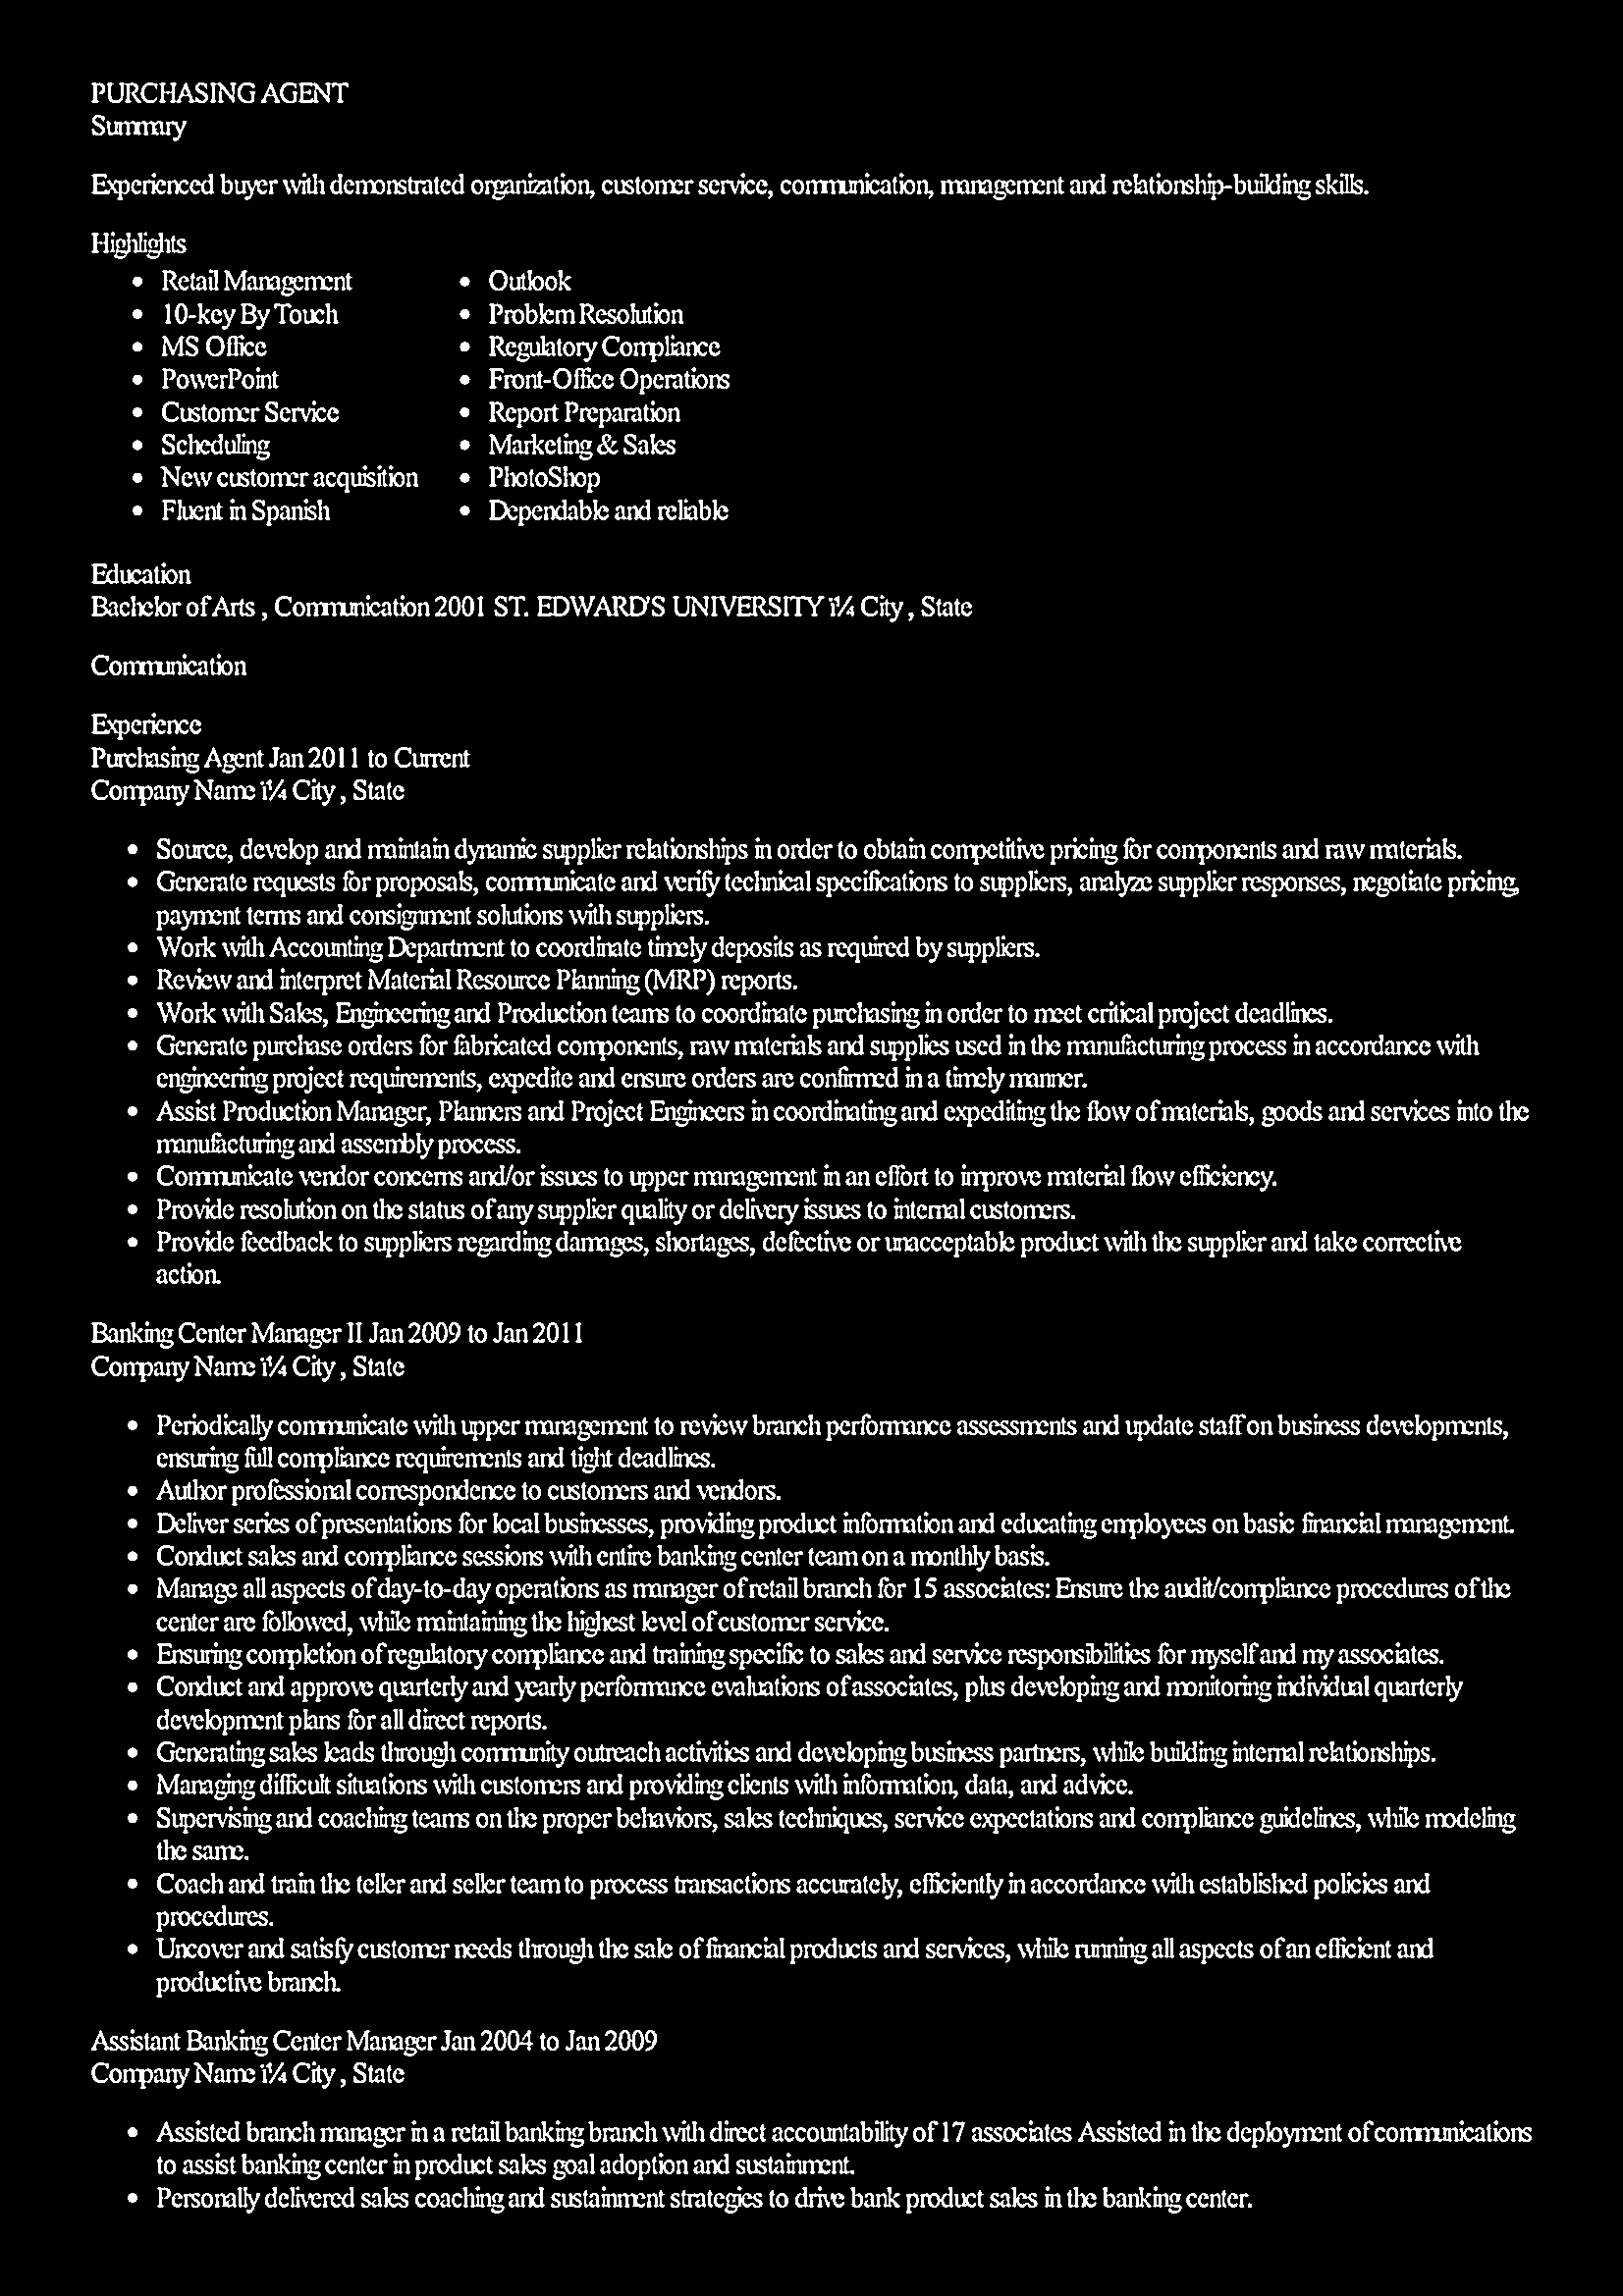 PURCHASING AGENT
Summary
Experienced buyer with demonstrated organization, customer service, communication, management and relationship-building skills.
Highlights
• Retail Management
• 10-key By Touch
• MS Office
• PowerPoint
• Customer Service
• Scheduling
• New customer acquisition
• Fluent in Spanish
• Outlook
• Problem Resolution
• Regulatory Compliance
• Front-Office Operations
• Report Preparation
• Marketing & Sales
• PhotoShop
• Dependable and reliable
Education
Bachelor of Arts , Communication 2001 ST. EDWARD'S UNIVERSITY ï¼ City , State
Communication
Experience
Purchasing Agent Jan 2011 to Current
Company Name ï¼ City , State
• Source, develop and maintain dynamic supplier relationships in order to obtain competitive pricing for components and raw materials.
• Generate requests for proposals, communicate and verify technical specifications to suppliers, analyze supplier responses, negotiate pricing,
payment terms and consignment solutions with suppliers.
• Work with Accounting Department to coordinate timely deposits as required by suppliers.
• Review and interpret Material Resource Planning (MRP) reports.
• Work with Sales, Engineering and Production teams to coordinate purchasing in order to meet critical project deadlines.
• Generate purchase orders for fabricated components, raw materials and supplies used in the manufacturing process in accordance with
engineering project requirements, expedite and ensure orders are confirmed in a timely manner.
• Assist Production Manager, Planners and Project Engineers in coordinating and expediting the flow of materials, goods and services into the
manufacturing and assembly process.
• Communicate vendor concerns and/or issues to upper management in an effort to improve material flow efficiency.
• Provide resolution on the status of any supplier quality or delivery issues to internal customers.
• Provide feedback to suppliers regarding damages, shortages, defective or unacceptable product with the supplier and take corrective
action.
Banking Center Manager II Jan 2009 to Jan 2011
Company Name ï¼ City , State
• Periodically communicate with upper management to review branch performance assessments and update staff on business developments,
ensuring full compliance requirements and tight deadlines.
• Author professional correspondence to customers and vendors.
• Deliver series of presentations for local businesses, providing product information and educating employees on basic financial management.
• Conduct sales and compliance sessions with entire banking center team on a monthly basis.
• Manage all aspects of day-to-day operations as manager of retail branch for 15 associates: Ensure the audit/compliance procedures of the
center are followed, while maintaining the highest level of customer service.
• Ensuring completion of regulatory compliance and training specific to sales and service responsibilities for myself and my associates.
• Conduct and approve quarterly and yearly performance evaluations of associates, plus developing and monitoring individual quarterly
development plans for all direct reports.
• Generating sales leads through community outreach activities and developing business partners, while building internal relationships.
• Managing difficult situations with customers and providing clients with information, data, and advice.
• Supervising and coaching teams on the proper behaviors, sales techniques, service expectations and compliance guidelines, while modeling
the same.
• Coach and train the teller and seller team to process transactions accurately, efficiently in accordance with established policies and
procedures.
• Uncover and satisfy customer needs through the sale of financial products and services, while running all aspects of an efficient and
productive branch.
Assistant Banking Center Manager Jan 2004 to Jan 2009
Company Name ï¼ City , State
• Assisted branch manager in a retail banking branch with direct accountability of 17 associates Assisted in the deployment of communications
to assist banking center in product sales goal adoption and sustainment.
• Personally delivered sales coaching and sustainment strategies to drive bank product sales in the banking center.